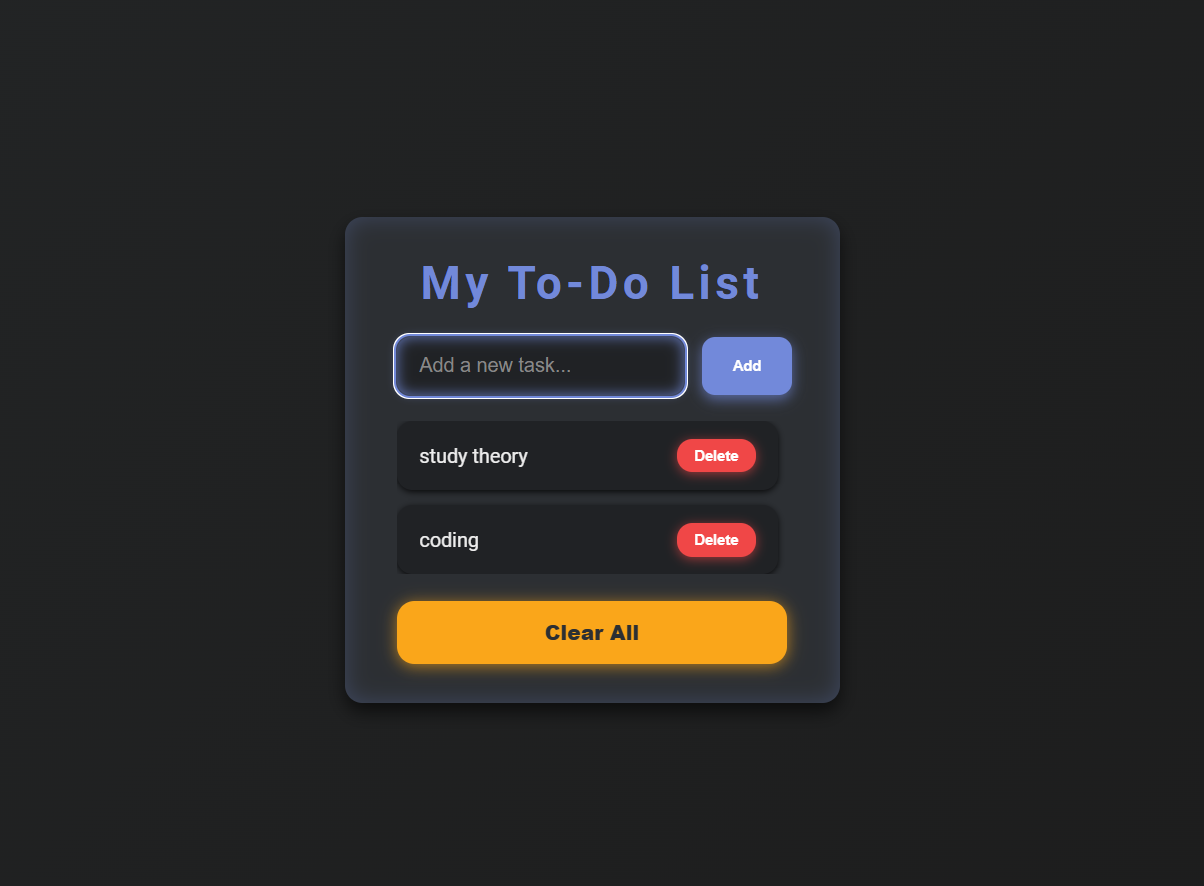 My To-Do List
Add a new task...
Add
study theory
Delete
coding
Delete
Clear All